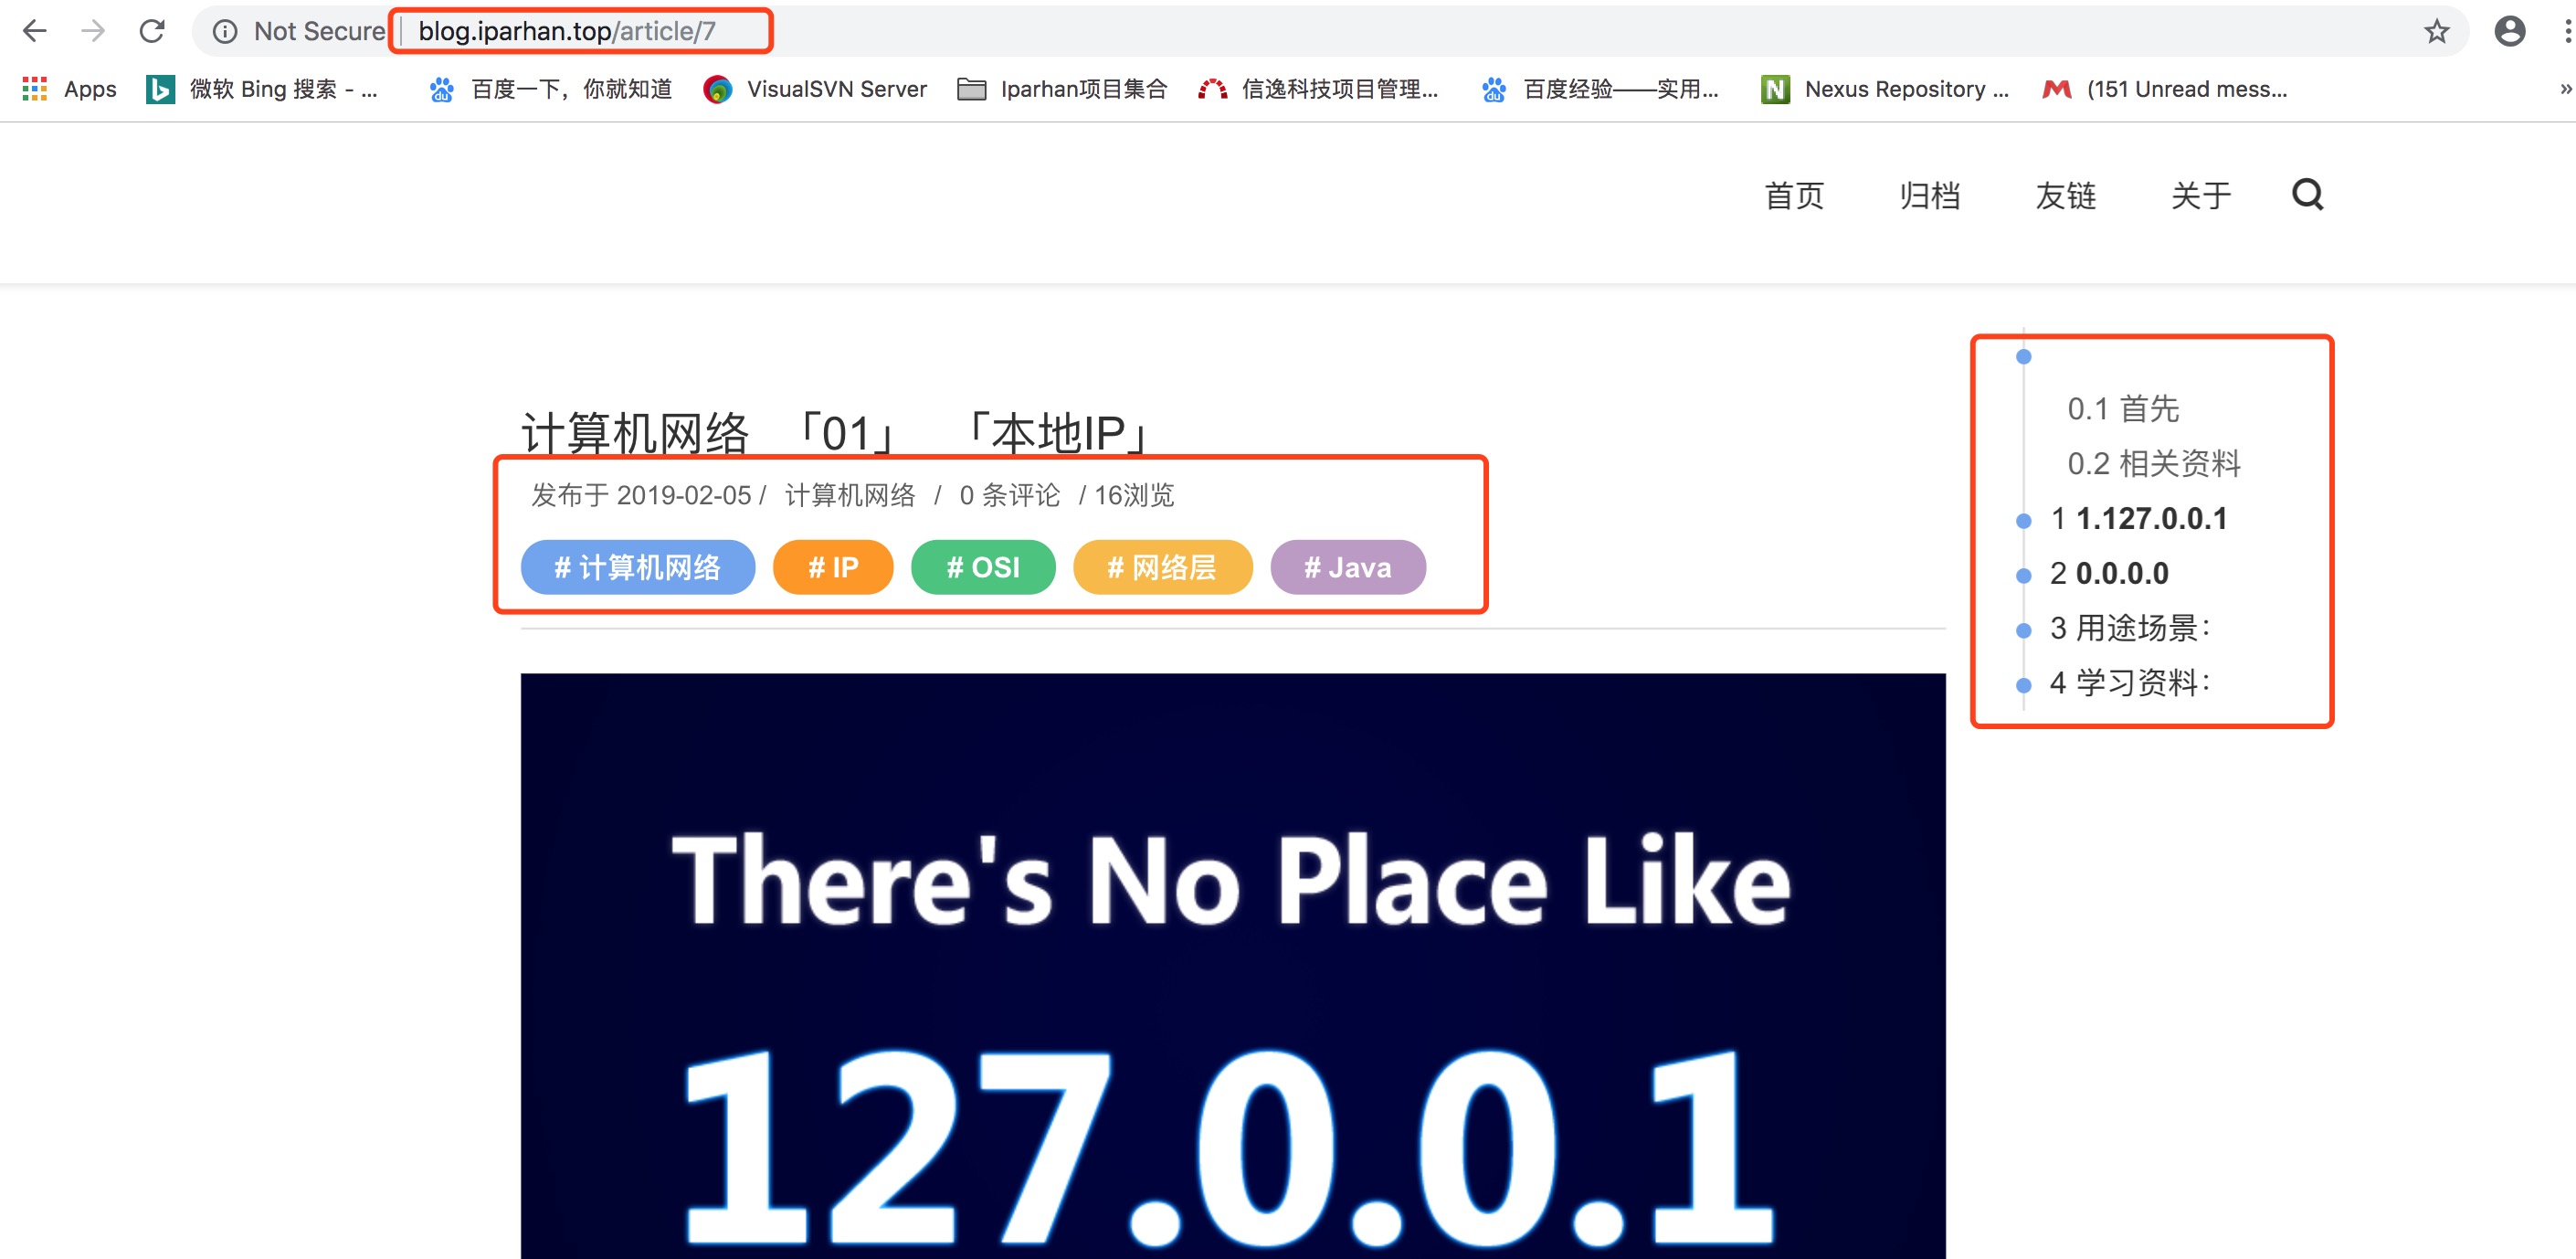 Not Secure | blog.iparhan.top/article/7
Apps 微软 Bing 搜索 - ... 百度一下，你就知道 VisualSVN Server Iparhan项目集合 信逸科技项目管理... 百度经验——实用... Nexus Repository ... (151 Unread mess... »
首页 归档 友链 关于
计算机网络 「01」 「本地IP」
发布于 2019-02-05 / 计算机网络 / 0 条评论 / 16浏览
# 计算机网络 # IP # OSI # 网络层 # Java
0.1 首先
0.2 相关资料
1 1.127.0.0.1
2 0.0.0.0
3 用途场景：
4 学习资料：
There's No Place Like
127.0.0.1